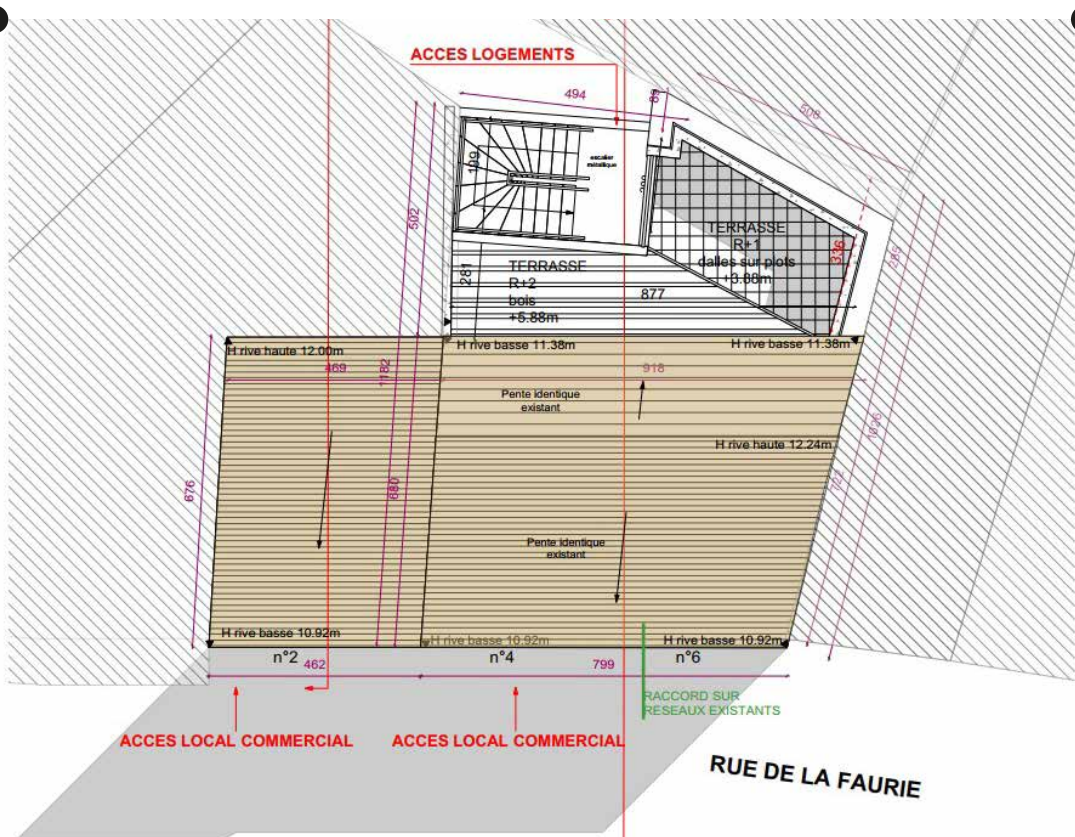 ACCES LOGEMENTS
494
89
508
199
escalier
métallique
502
TERRASSE
R+1
dalles sur plots
+3.88m
336
285
281
TERRASSE
R+2
bois
+5.88m
877
H rive haute 12.00m
H rive basse 11.38m
H rive basse 11.38m
469
1182
918
Pente identique
existant
1026
H rive haute 12.24m
676
680
722
Pente identique
existant
H rive basse 10.92m
H rive basse 10.92m
H rive basse 10.92m
n°2
n°4
n°6
462
799
RACCORD SUR
RESEAUX EXISTANTS
ACCES LOCAL COMMERCIAL
ACCES LOCAL COMMERCIAL
RUE DE LA FAURIE